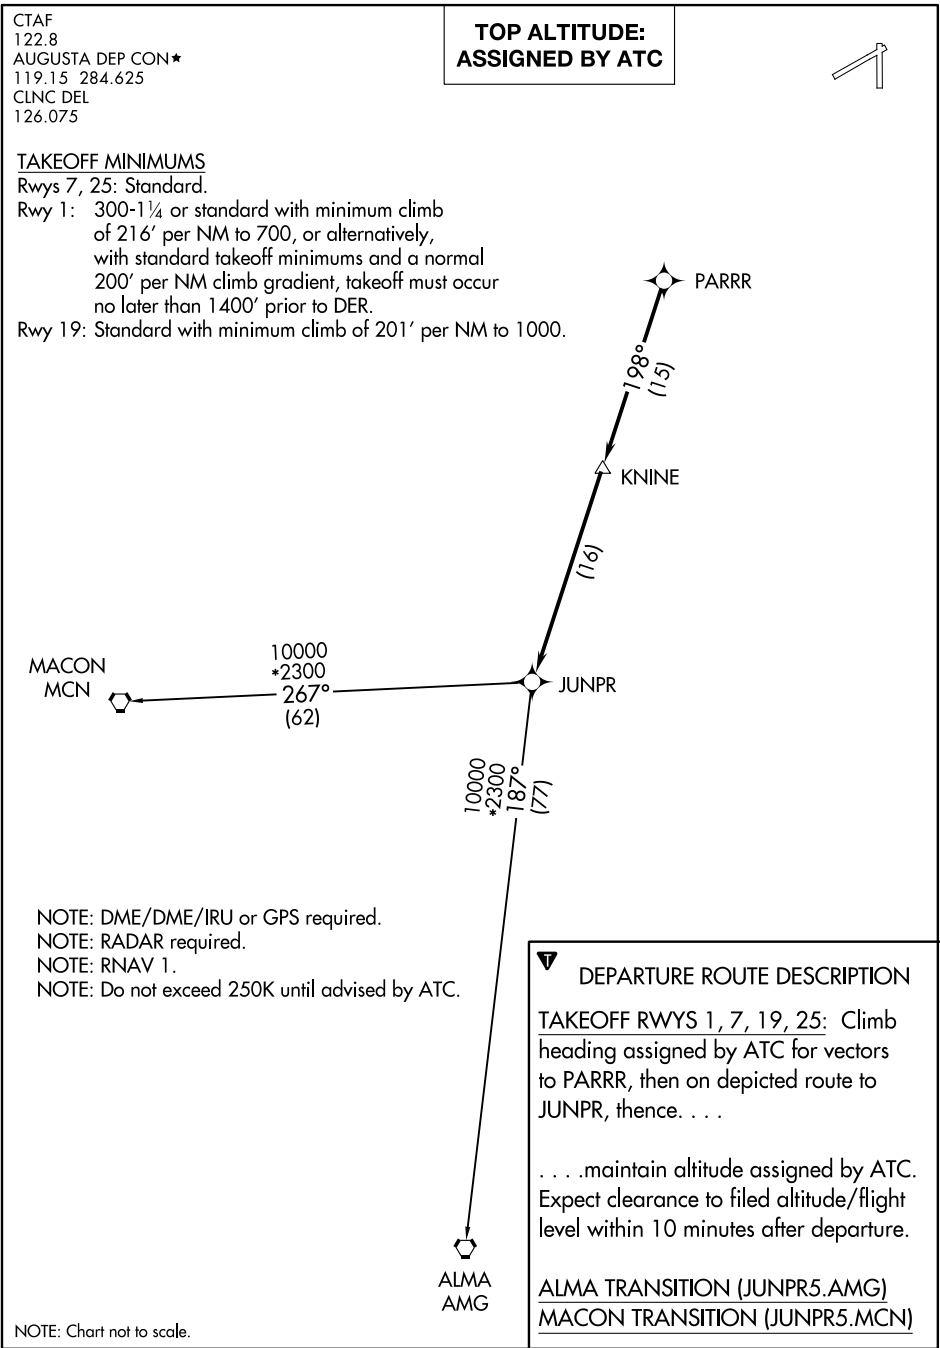 CTAF
122.8
AUGUSTA DEP CON★
119.15 284.625
CLNC DEL
126.075
TOP ALTITUDE:
ASSIGNED BY ATC
TAKEOFF MINIMUMS
Rwys 7, 25: Standard.
Rwy 1: 300-1¼ or standard with minimum climb
of 216′ per NM to 700, or alternatively,
with standard takeoff minimums and a normal
200′ per NM climb gradient, takeoff must occur
no later than 1400′ prior to DER.
Rwy 19: Standard with minimum climb of 201′ per NM to 1000.
PARRR
198°
(15)
KNINE
(16)
JUNPR
10000
*2300
267°
(62)
MACON
MCN
10000
*2300
187°
(77)
NOTE: DME/DME/IRU or GPS required.
NOTE: RADAR required.
NOTE: RNAV 1.
NOTE: Do not exceed 250K until advised by ATC.
ALMA
AMG
NOTE: Chart not to scale.
T
DEPARTURE ROUTE DESCRIPTION
TAKEOFF RWYS 1, 7, 19, 25: Climb
heading assigned by ATC for vectors
to PARRR, then on depicted route to
JUNPR, thence. . . .
. . . .maintain altitude assigned by ATC.
Expect clearance to filed altitude/flight
level within 10 minutes after departure.
ALMA TRANSITION (JUNPR5.AMG)
MACON TRANSITION (JUNPR5.MCN)